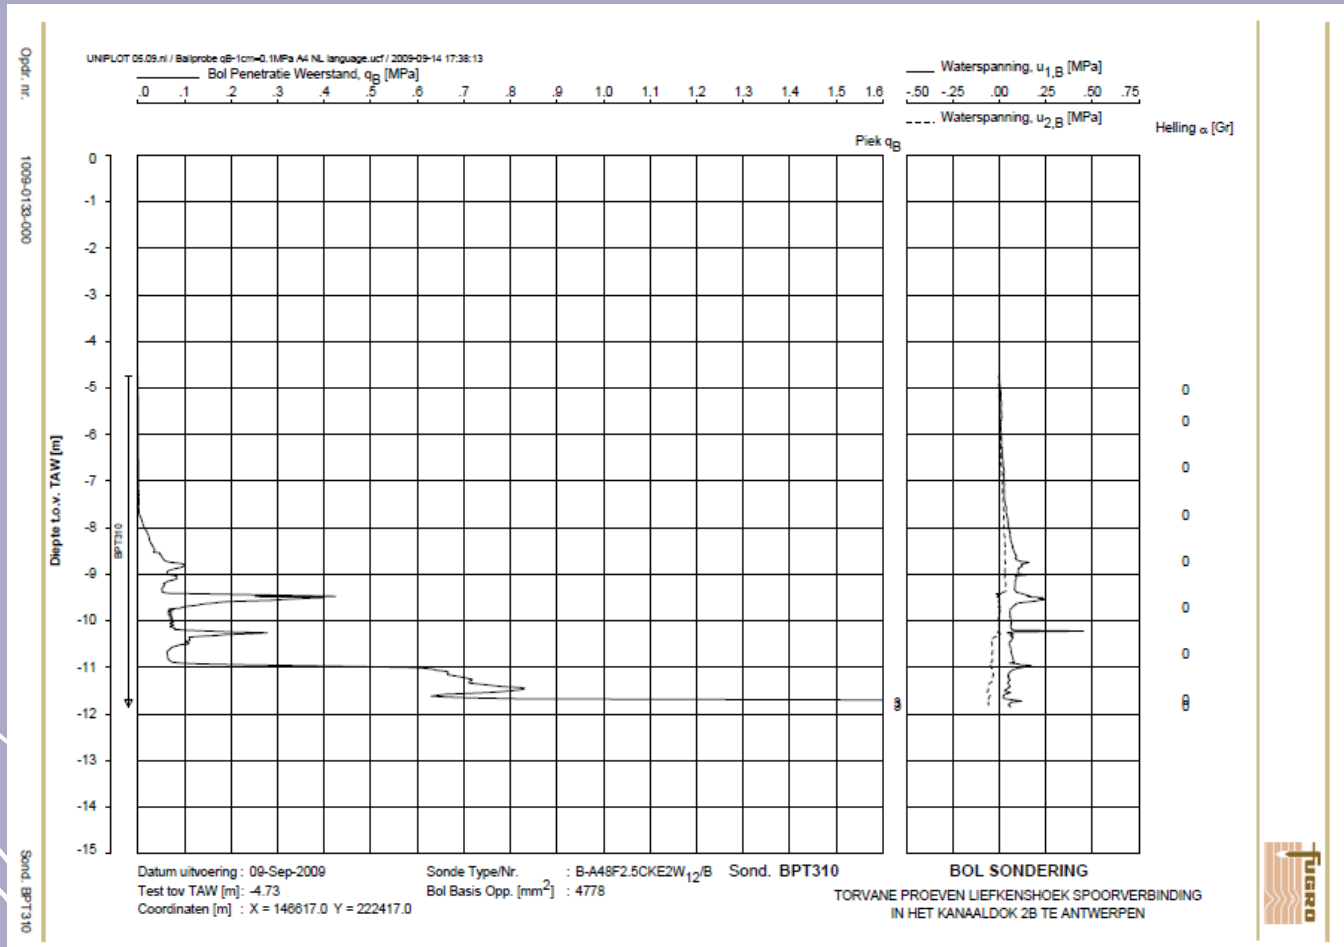 UNIPLOT 05.09.nl / Ballprobe qB-1cm=0.1MPa A4 NL language.ucf / 2009-09-14 17:38:13
Bol Penetratie Weerstand, qB [MPa]
.0 .1 .2 .3 .4 .5 .6 .7 .8 .9 1.0 1.1 1.2 1.3 1.4 1.5 1.6
Waterspanning, u1,B [MPa]
-.50 -.25 .00 .25 .50 .75
Waterspanning, u2,B [MPa]
Helling α [Gr]
Piek qB
0
-1
-2
-3
-4
-5
-6
-7
-8
-9
-10
-11
-12
-13
-14
-15
Diepte t.o.v. TAW [m]
BPT310
0
0
0
0
0
0
0
Opdr. nr. 1009-0133-000
Sond. BPT310
Datum uitvoering : 09-Sep-2009
Test tov TAW [m] : -4.73
Coordinaten [m] : X = 146617.0 Y = 222417.0
Sonde Type/Nr. : B-A48F2.5CKE2W12/B
Bol Basis Opp. [mm2] : 4778
Sond. BPT310
BOL SONDERING
TORVANE PROEVEN LIEFKENSHOEK SPOORVERBINDING
IN HET KANAALDOK 2B TE ANTWERPEN
FUGRO